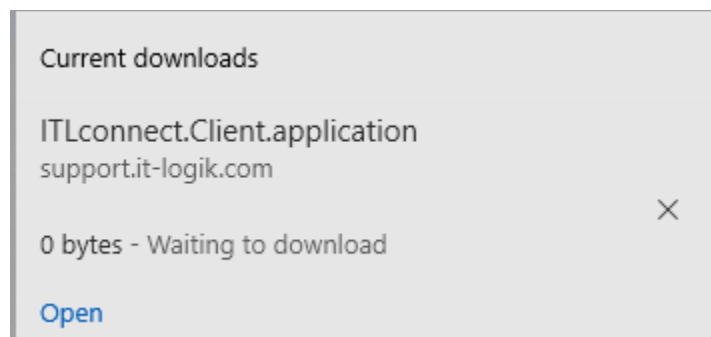 Current downloads
ITLconnect.Client.application
support.it-logik.com
0 bytes - Waiting to download
Open